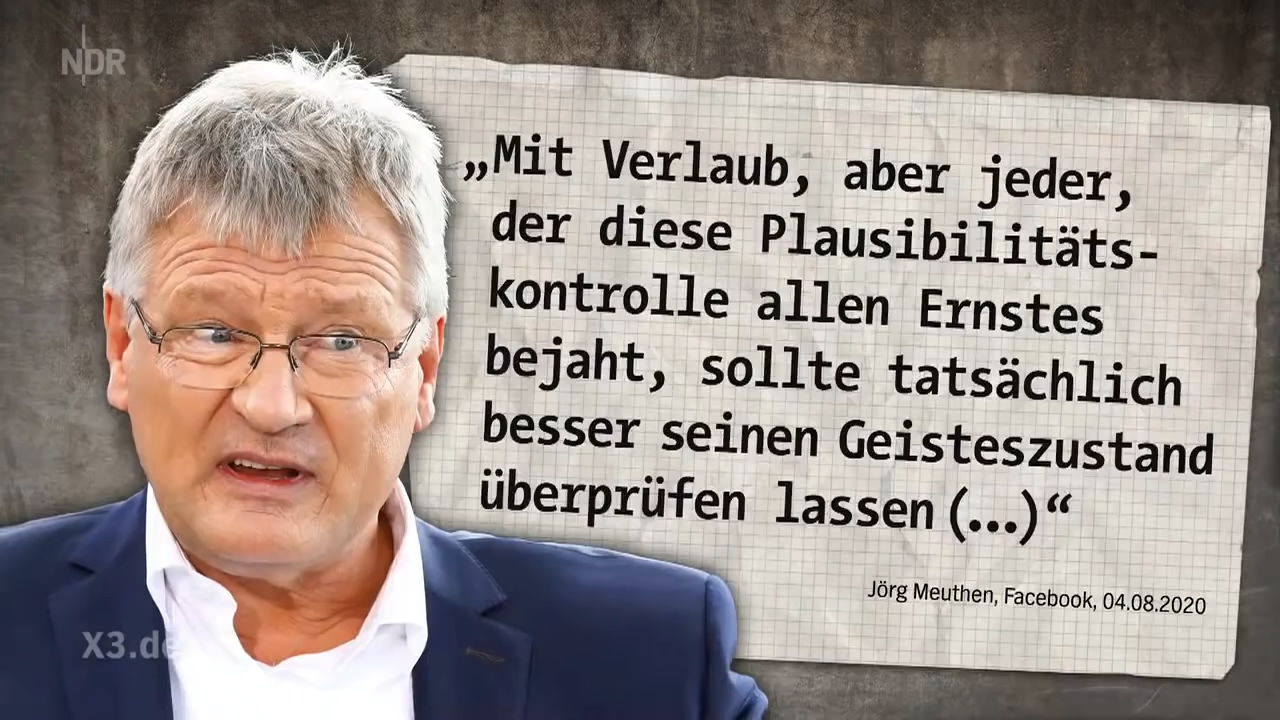 NDR
„Mit Verlaub, aber jeder,
der diese Plausibilitäts-
kontrolle allen Ernstes
bejaht, sollte tatsächlich
besser seinen Geisteszustand
überprüfen lassen (...)“
Jörg Meuthen, Facebook, 04.08.2020
X3.de